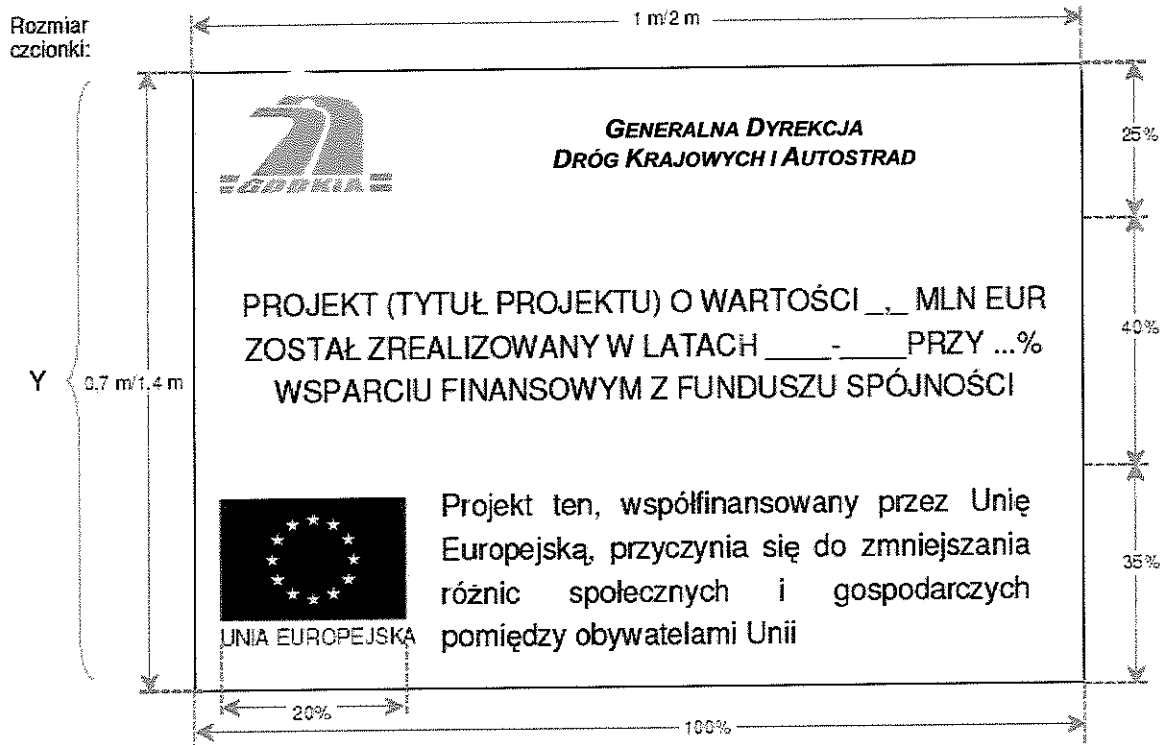 Rozmiar
czcionki:
1 m/2 m
GENERALNA DYREKCJA
DRÓG KRAJOWYCH I AUTOSTRAD
GDDKIA
25%
PROJEKT (TYTUŁ PROJEKTU) O WARTOŚCI _,_ MLN EUR
ZOSTAŁ ZREALIZOWANY W LATACH ____-____PRZY ...%
WSPARCIU FINANSOWYM Z FUNDUSZU SPÓJNOŚCI
40%
Y
0.7 m/1.4 m
Projekt ten, współfinansowany przez Unię
Europejską, przyczynia się do zmniejszania
różnic społecznych i gospodarczych
pomiędzy obywatelami Unii
35%
UNIA EUROPEJSKA
20%
100%